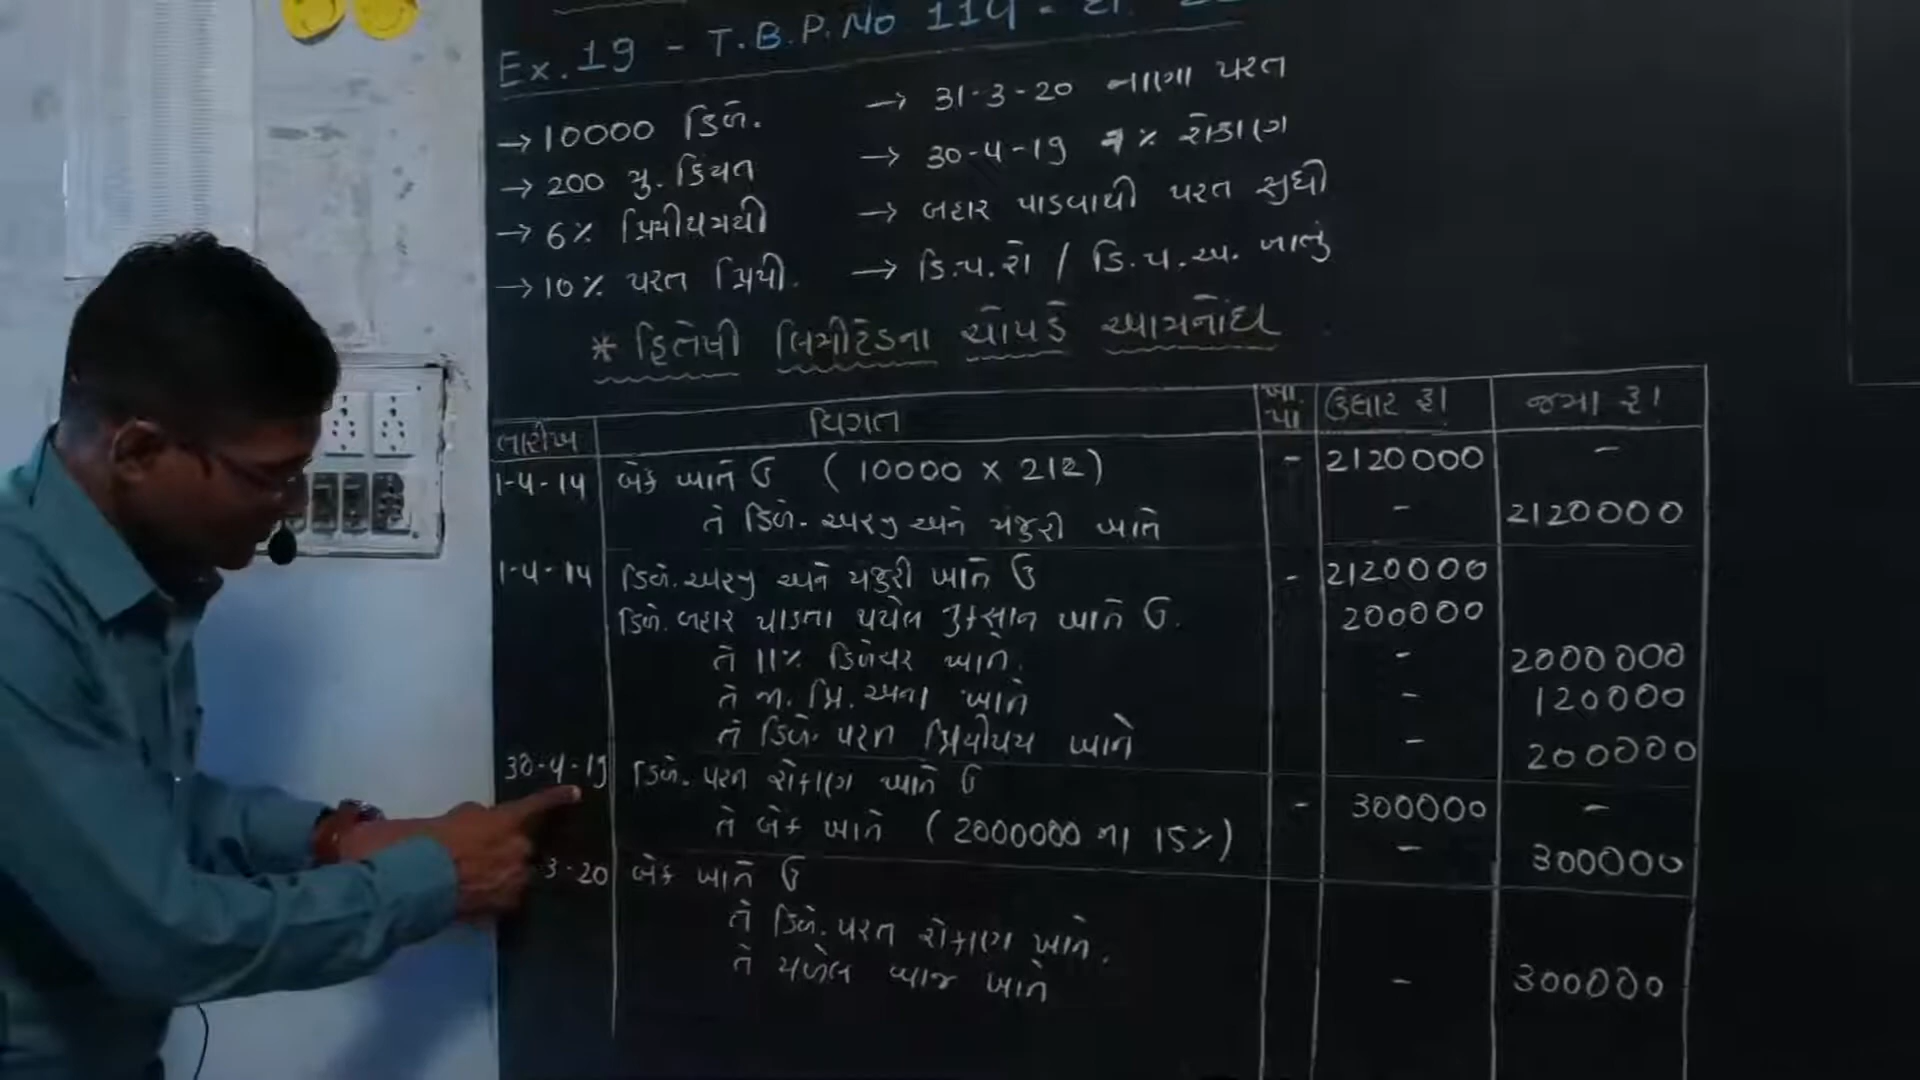 Ex. 19 - T.B.P. No 114 -
→ 10000 ડિબે.
→ 200 મુ. કિંમત
→ 6% પ્રિમીયમથી
→ 10% પરત પ્રિમી.
→ 31-3-20 નાણા પરત
→ 30-4-19 % રોકાણ
→ બહાર પાડવાથી પરત સુધી
→ ડિ.પ.રો / ડિ.પ.અ. ખાતું
* હિતેષી લિમીટેડના ચોપડે આમનોંધ
તારીખ વિગત ખા. પા ઉધાર રૂ। જમા રૂ।
1-4-14 બેંક ખાતે ઉ (10000 x 212) - 2120000 -
તે ડિબે. અરજી અને મંજુરી ખાતે - 2120000
1-4-14 ડિબે. અરજી અને મંજુરી ખાતે ઉ - 2120000
ડિબે. બહાર પાડતા થયેલ નુકસાન ખાતે ઉ. 200000
તે 11% ડિબેંચર ખાતે. - 2000000
તે જા. પ્રિ. અના. ખાતે - 120000
તે ડિબે. પરત પ્રિમીયમ ખાતે - 200000
30-4-19 ડિબે. પરત રોકાણ ખાતે ઉ - 300000 -
તે બેંક ખાતે (2000000 ના 15%) - 300000
3-20 બેંક ખાતે ઉ
તે ડિબે. પરત રોકાણ ખાતે.
તે મળેલ વ્યાજ ખાતે - 300000